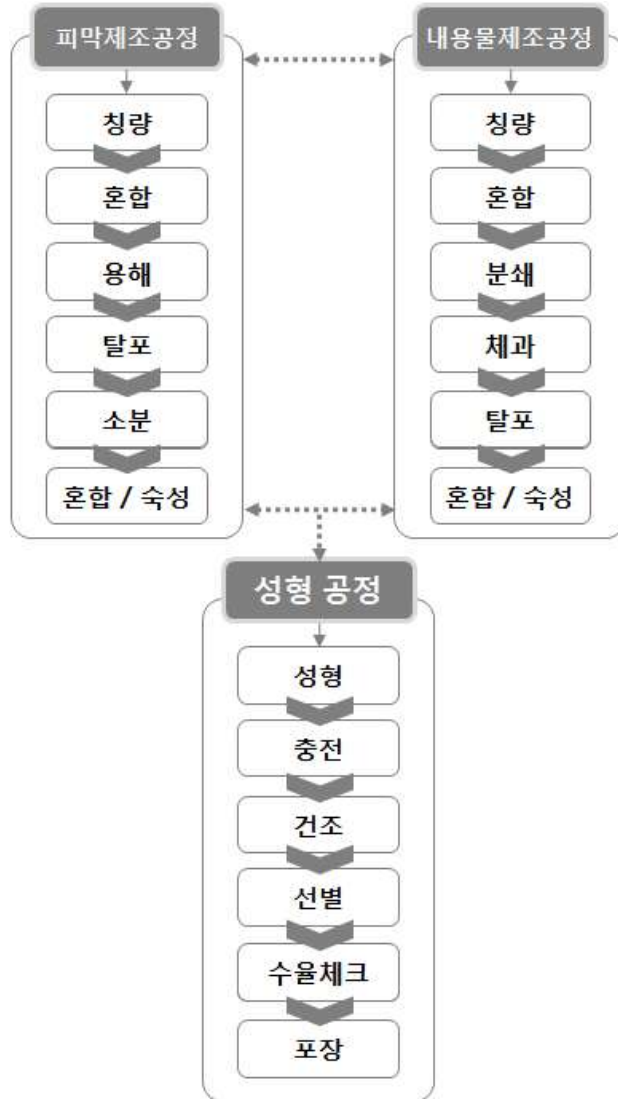 피막제조공정
칭량
혼합
용해
탈포
소분
혼합 / 숙성
내용물제조공정
칭량
혼합
분쇄
체과
탈포
혼합 / 숙성
성형 공정
성형
충전
건조
선별
수율체크
포장